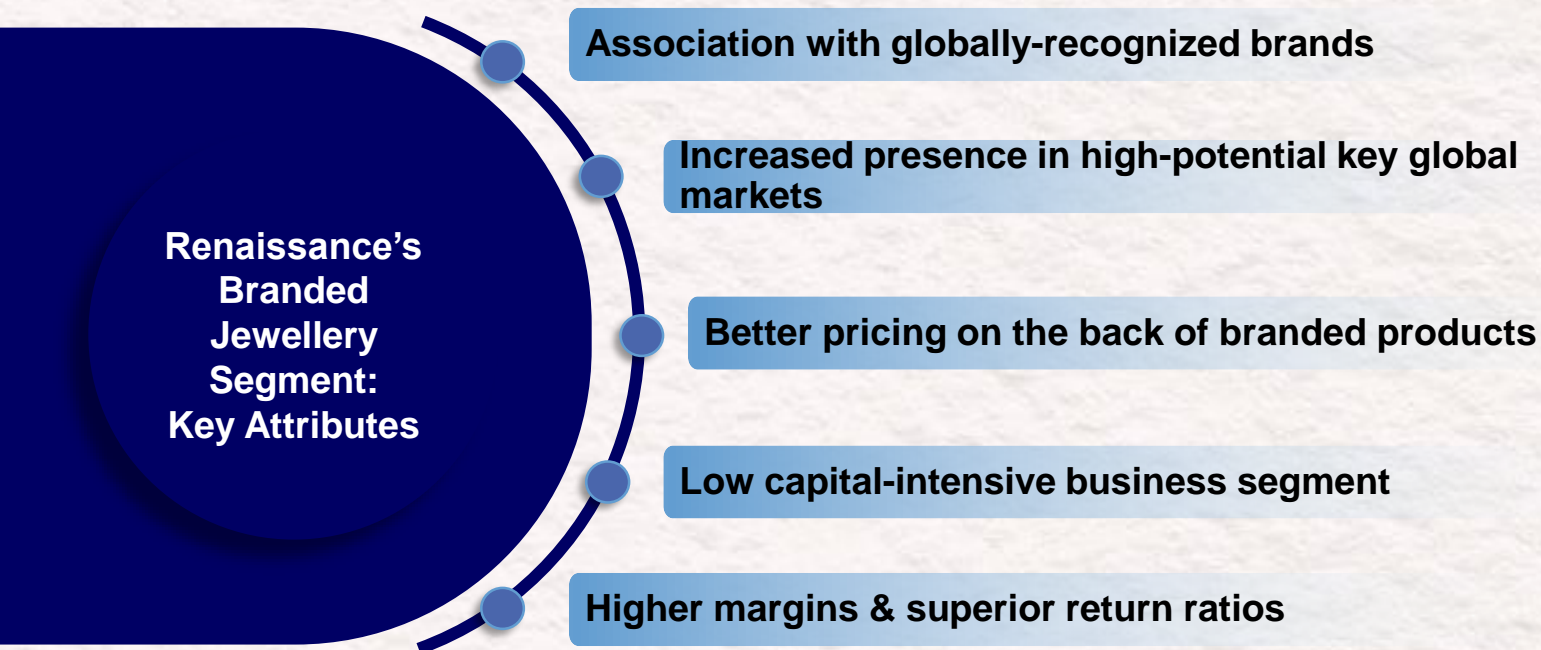 Renaissance’s
Branded
Jewellery
Segment:
Key Attributes
Association with globally-recognized brands
Increased presence in high-potential key global
markets
Better pricing on the back of branded products
Low capital-intensive business segment
Higher margins & superior return ratios